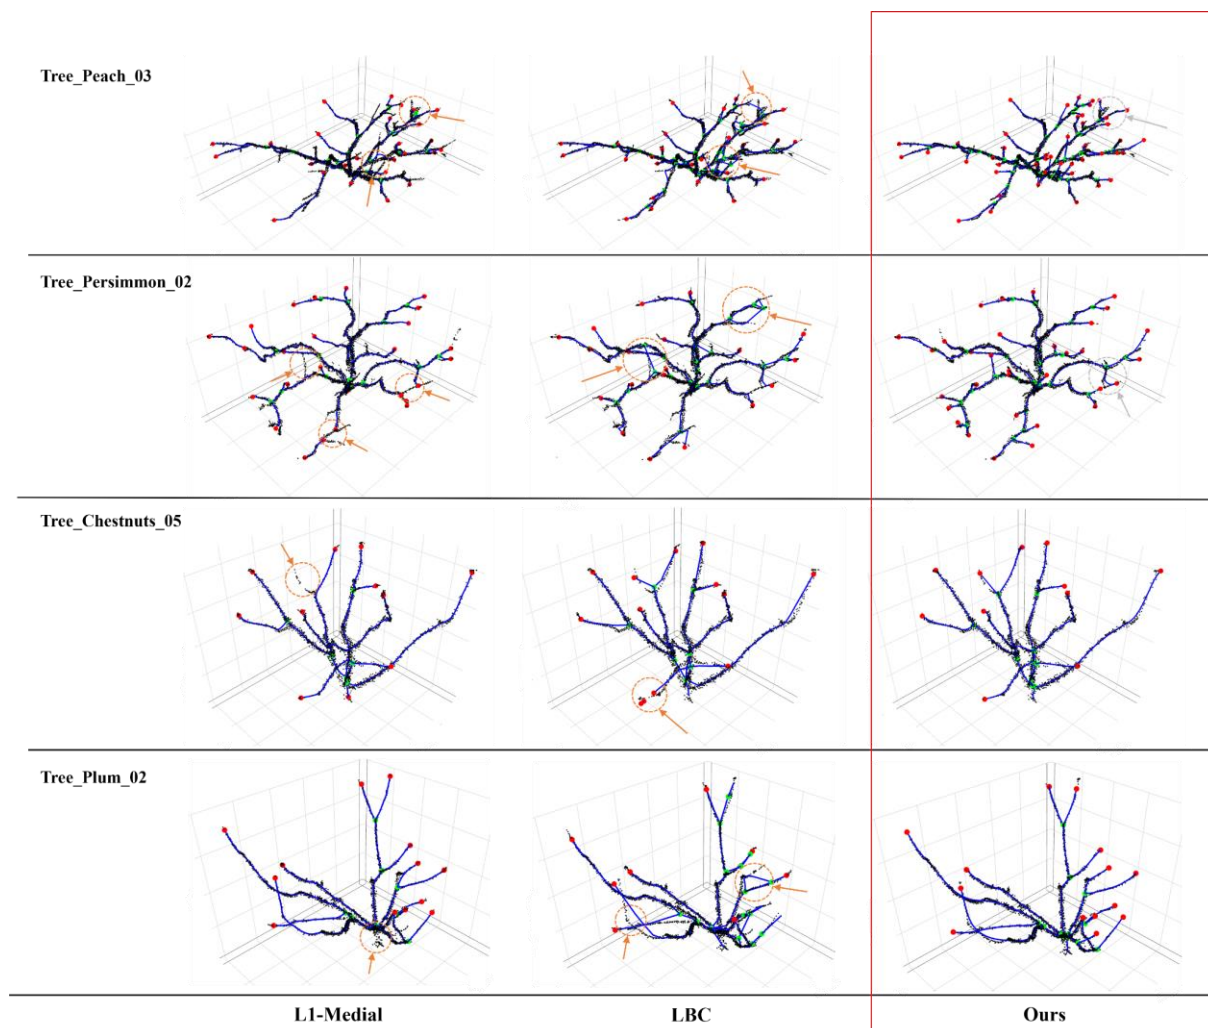 Tree_Peach_03
Tree_Persimmon_02
Tree_Chestnuts_05
Tree_Plum_02
L1-Medial LBC Ours